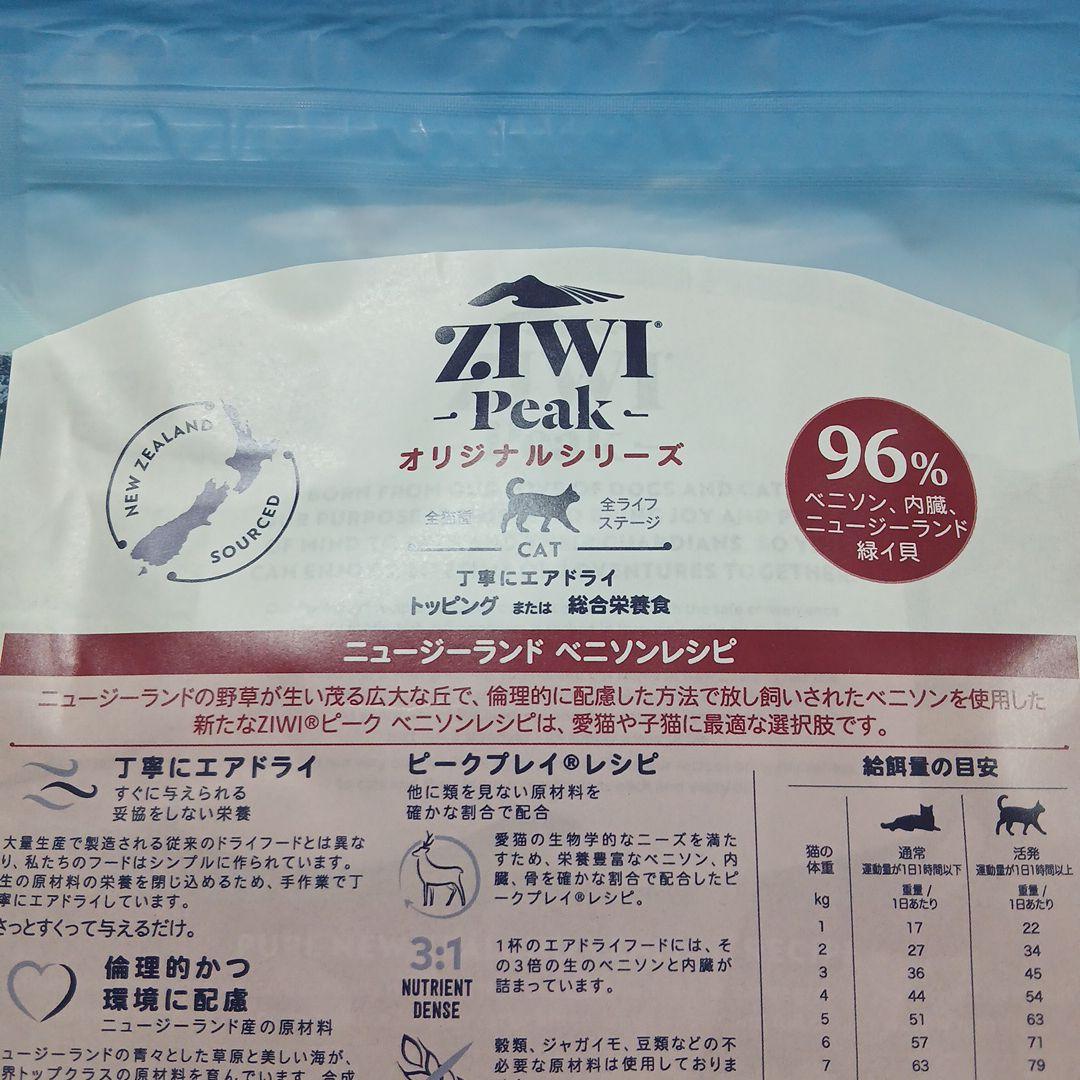 ZIWI®
Peak
オリジナルシリーズ
NEW ZEALAND
SOURCED
全猫種
全ライフ
ステージ
CAT
丁寧にエアドライ
トッピング または 総合栄養食
96%
ベニソン、内臓、
ニュージーランド
緑イ貝
ニュージーランド ベニソンレシピ
ニュージーランドの野草が生い茂る広大な丘で、倫理的に配慮した方法で放し飼いされたベニソンを使用した
新たなZIWI®ピーク ベニソンレシピは、愛猫や子猫に最適な選択肢です。
丁寧にエアドライ
すぐに与えられる
妥協をしない栄養
大量生産で製造される従来のドライフードとは異な
り、私たちのフードはシンプルに作られています。
生の原材料の栄養を閉じ込めるため、手作業で丁
寧にエアドライしています。
さっとすくって与えるだけ。
倫理的かつ
環境に配慮
ニュージーランド産の原材料
ュージーランドの青々とした草原と美しい海が、
界トップクラスの原材料を育んでいます。合成
ピークプレイ®レシピ
他に類を見ない原材料を
確かな割合で配合
愛猫の生物学的なニーズを満た
すため、栄養豊富なベニソン、内
臓、骨を確かな割合で配合したピ
ークプレイ®レシピ。
3:1
NUTRIENT
DENSE
1杯のエアドライフードには、そ
の3倍の生のベニソンと内臓が
詰まっています。
穀類、ジャガイモ、豆類などの不
必要な原材料は使用しておりま
給餌量の目安
猫の
体重
kg
通常
運動量が1日1時間以下
重量 /
1日あたり
活発
運動量が1日1時間以上
重量 /
1日あたり
1 17 22
2 27 34
3 36 45
4 44 54
5 51 63
6 57 71
7 63 79